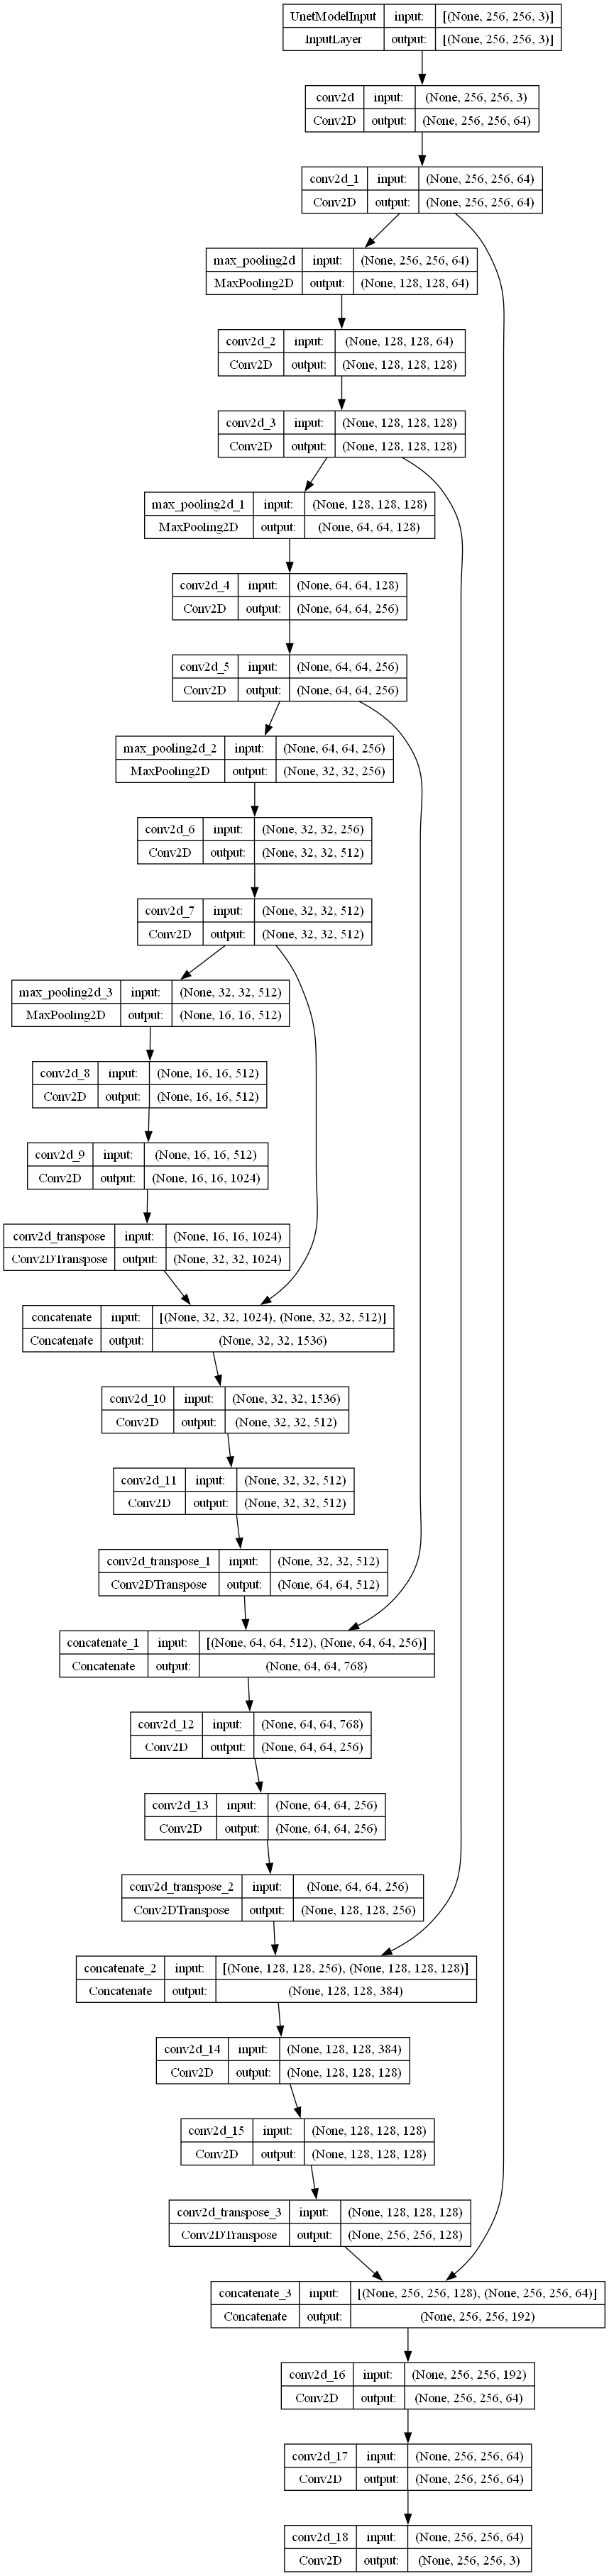 UnetModelInput input: [(None, 256, 256, 3)]
InputLayer output: [(None, 256, 256, 3)]
conv2d input: (None, 256, 256, 3)
Conv2D output: (None, 256, 256, 64)
conv2d_1 input: (None, 256, 256, 64)
Conv2D output: (None, 256, 256, 64)
max_pooling2d input: (None, 256, 256, 64)
MaxPooling2D output: (None, 128, 128, 64)
conv2d_2 input: (None, 128, 128, 64)
Conv2D output: (None, 128, 128, 128)
conv2d_3 input: (None, 128, 128, 128)
Conv2D output: (None, 128, 128, 128)
max_pooling2d_1 input: (None, 128, 128, 128)
MaxPooling2D output: (None, 64, 64, 128)
conv2d_4 input: (None, 64, 64, 128)
Conv2D output: (None, 64, 64, 256)
conv2d_5 input: (None, 64, 64, 256)
Conv2D output: (None, 64, 64, 256)
max_pooling2d_2 input: (None, 64, 64, 256)
MaxPooling2D output: (None, 32, 32, 256)
conv2d_6 input: (None, 32, 32, 256)
Conv2D output: (None, 32, 32, 512)
conv2d_7 input: (None, 32, 32, 512)
Conv2D output: (None, 32, 32, 512)
max_pooling2d_3 input: (None, 32, 32, 512)
MaxPooling2D output: (None, 16, 16, 512)
conv2d_8 input: (None, 16, 16, 512)
Conv2D output: (None, 16, 16, 512)
conv2d_9 input: (None, 16, 16, 512)
Conv2D output: (None, 16, 16, 1024)
conv2d_transpose input: (None, 16, 16, 1024)
Conv2DTranspose output: (None, 32, 32, 1024)
concatenate input: [(None, 32, 32, 1024), (None, 32, 32, 512)]
Concatenate output: (None, 32, 32, 1536)
conv2d_10 input: (None, 32, 32, 1536)
Conv2D output: (None, 32, 32, 512)
conv2d_11 input: (None, 32, 32, 512)
Conv2D output: (None, 32, 32, 512)
conv2d_transpose_1 input: (None, 32, 32, 512)
Conv2DTranspose output: (None, 64, 64, 512)
concatenate_1 input: [(None, 64, 64, 512), (None, 64, 64, 256)]
Concatenate output: (None, 64, 64, 768)
conv2d_12 input: (None, 64, 64, 768)
Conv2D output: (None, 64, 64, 256)
conv2d_13 input: (None, 64, 64, 256)
Conv2D output: (None, 64, 64, 256)
conv2d_transpose_2 input: (None, 64, 64, 256)
Conv2DTranspose output: (None, 128, 128, 256)
concatenate_2 input: [(None, 128, 128, 256), (None, 128, 128, 128)]
Concatenate output: (None, 128, 128, 384)
conv2d_14 input: (None, 128, 128, 384)
Conv2D output: (None, 128, 128, 128)
conv2d_15 input: (None, 128, 128, 128)
Conv2D output: (None, 128, 128, 128)
conv2d_transpose_3 input: (None, 128, 128, 128)
Conv2DTranspose output: (None, 256, 256, 128)
concatenate_3 input: [(None, 256, 256, 128), (None, 256, 256, 64)]
Concatenate output: (None, 256, 256, 192)
conv2d_16 input: (None, 256, 256, 192)
Conv2D output: (None, 256, 256, 64)
conv2d_17 input: (None, 256, 256, 64)
Conv2D output: (None, 256, 256, 64)
conv2d_18 input: (None, 256, 256, 64)
Conv2D output: (None, 256, 256, 3)